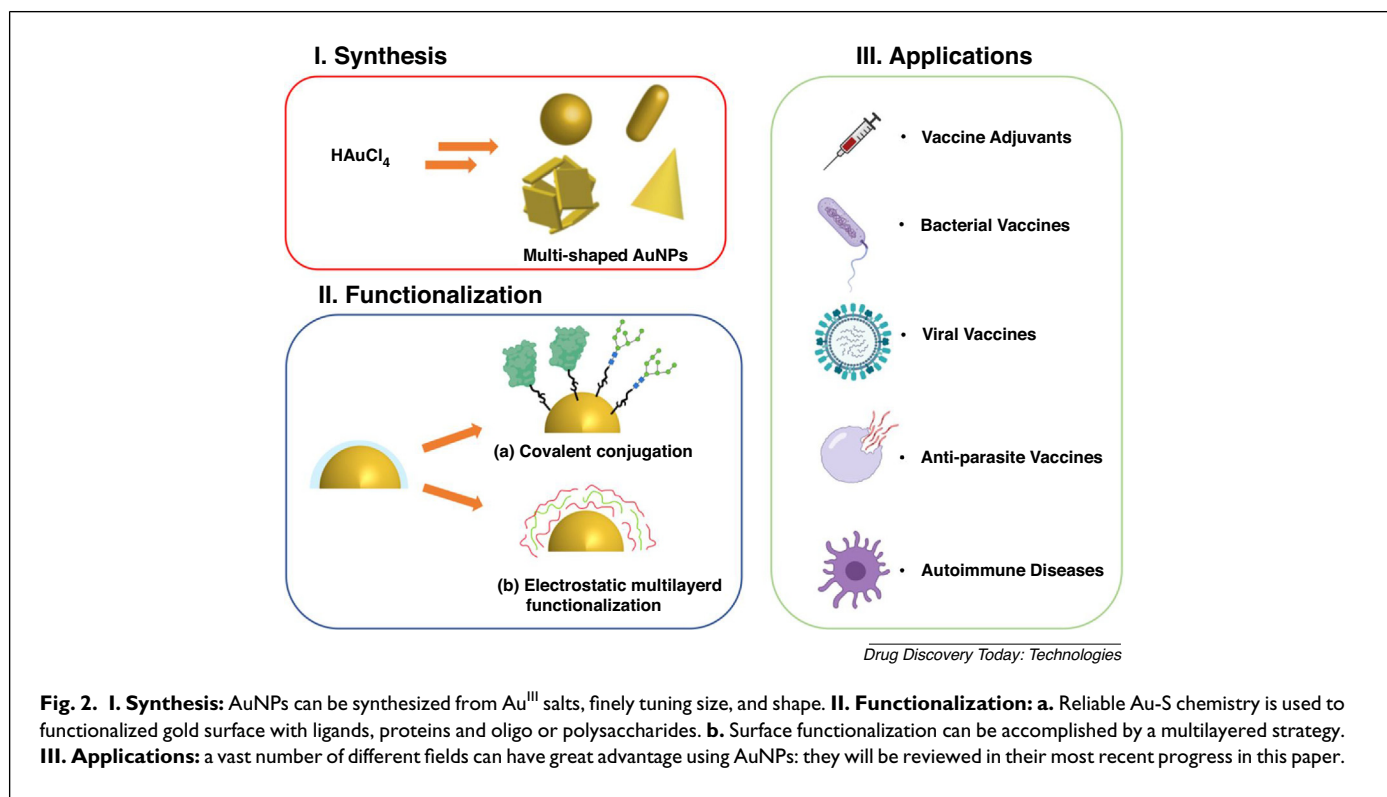 I. Synthesis
HAuCl4
Multi-shaped AuNPs
II. Functionalization
(a) Covalent conjugation
(b) Electrostatic multilayerd
functionalization
III. Applications
• Vaccine Adjuvants
• Bacterial Vaccines
• Viral Vaccines
• Anti-parasite Vaccines
• Autoimmune Diseases
Drug Discovery Today: Technologies
Fig. 2. I. Synthesis: AuNPs can be synthesized from AuIII salts, finely tuning size, and shape. II. Functionalization: a. Reliable Au-S chemistry is used to
functionalized gold surface with ligands, proteins and oligo or polysaccharides. b. Surface functionalization can be accomplished by a multilayered strategy.
III. Applications: a vast number of different fields can have great advantage using AuNPs: they will be reviewed in their most recent progress in this paper.